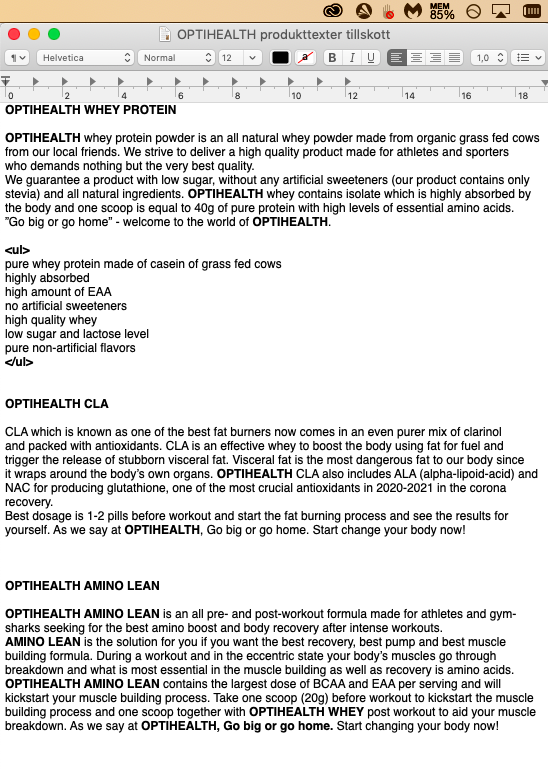 MEM
85%
OPTIHEALTH produkttexter tillskott
¶
Helvetica
Normal
12
a
B I U
1,0
0 2 4 6 8 10 12 14 16 18
OPTIHEALTH WHEY PROTEIN
OPTIHEALTH whey protein powder is an all natural whey powder made from organic grass fed cows
from our local friends. We strive to deliver a high quality product made for athletes and sporters
who demands nothing but the very best quality.
We guarantee a product with low sugar, without any artificial sweeteners (our product contains only
stevia) and all natural ingredients. OPTIHEALTH whey contains isolate which is highly absorbed by
the body and one scoop is equal to 40g of pure protein with high levels of essential amino acids.
”Go big or go home” - welcome to the world of OPTIHEALTH.
<ul>
pure whey protein made of casein of grass fed cows
highly absorbed
high amount of EAA
no artificial sweeteners
high quality whey
low sugar and lactose level
pure non-artificial flavors
</ul>
OPTIHEALTH CLA
CLA which is known as one of the best fat burners now comes in an even purer mix of clarinol
and packed with antioxidants. CLA is an effective whey to boost the body using fat for fuel and
trigger the release of stubborn visceral fat. Visceral fat is the most dangerous fat to our body since
it wraps around the body’s own organs. OPTIHEALTH CLA also includes ALA (alpha-lipoid-acid) and
NAC for producing glutathione, one of the most crucial antioxidants in 2020-2021 in the corona
recovery.
Best dosage is 1-2 pills before workout and start the fat burning process and see the results for
yourself. As we say at OPTIHEALTH, Go big or go home. Start change your body now!
OPTIHEALTH AMINO LEAN
OPTIHEALTH AMINO LEAN is an all pre- and post-workout formula made for athletes and gym-
sharks seeking for the best amino boost and body recovery after intense workouts.
AMINO LEAN is the solution for you if you want the best recovery, best pump and best muscle
building formula. During a workout and in the eccentric state your body’s muscles go through
breakdown and what is most essential in the muscle building as well as recovery is amino acids.
OPTIHEALTH AMINO LEAN contains the largest dose of BCAA and EAA per serving and will
kickstart your muscle building process. Take one scoop (20g) before workout to kickstart the muscle
building process and one scoop together with OPTIHEALTH WHEY post workout to aid your muscle
breakdown. As we say at OPTIHEALTH, Go big or go home. Start changing your body now!